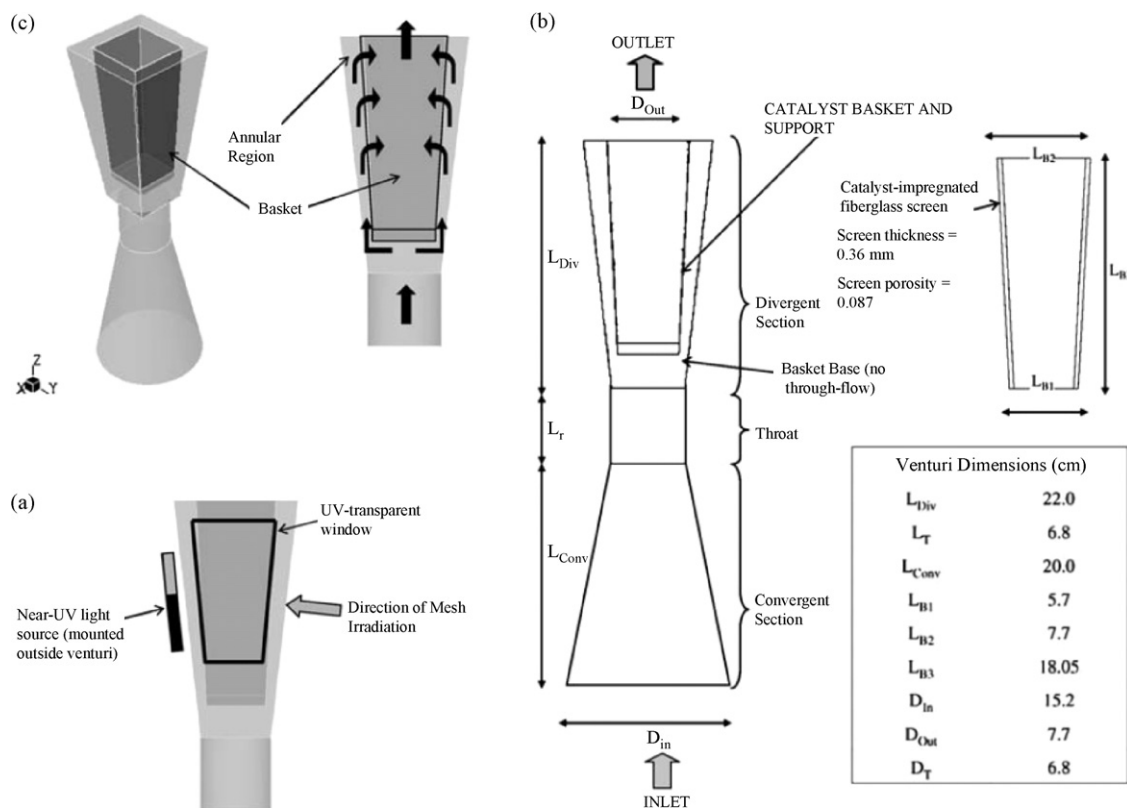 (c)
Annular
Region
Basket
Z
X
Y
(a)
UV-transparent
window
Near-UV light
source (mounted
outside venturi)
Direction of Mesh
Irradiation
(b)
OUTLET
D_Out
CATALYST BASKET AND
SUPPORT
L_Div
Divergent
Section
Basket Base (no
through-flow)
L_r
Throat
L_Conv
Convergent
Section
D_in
INLET
L_B2
Catalyst-impregnated
fiberglass screen
Screen thickness =
0.36 mm
Screen porosity =
0.087
L_B
L_B1
Venturi Dimensions (cm)
L_Div 22.0
L_T 6.8
L_Conv 20.0
L_B1 5.7
L_B2 7.7
L_B3 18.05
D_In 15.2
D_Out 7.7
D_T 6.8